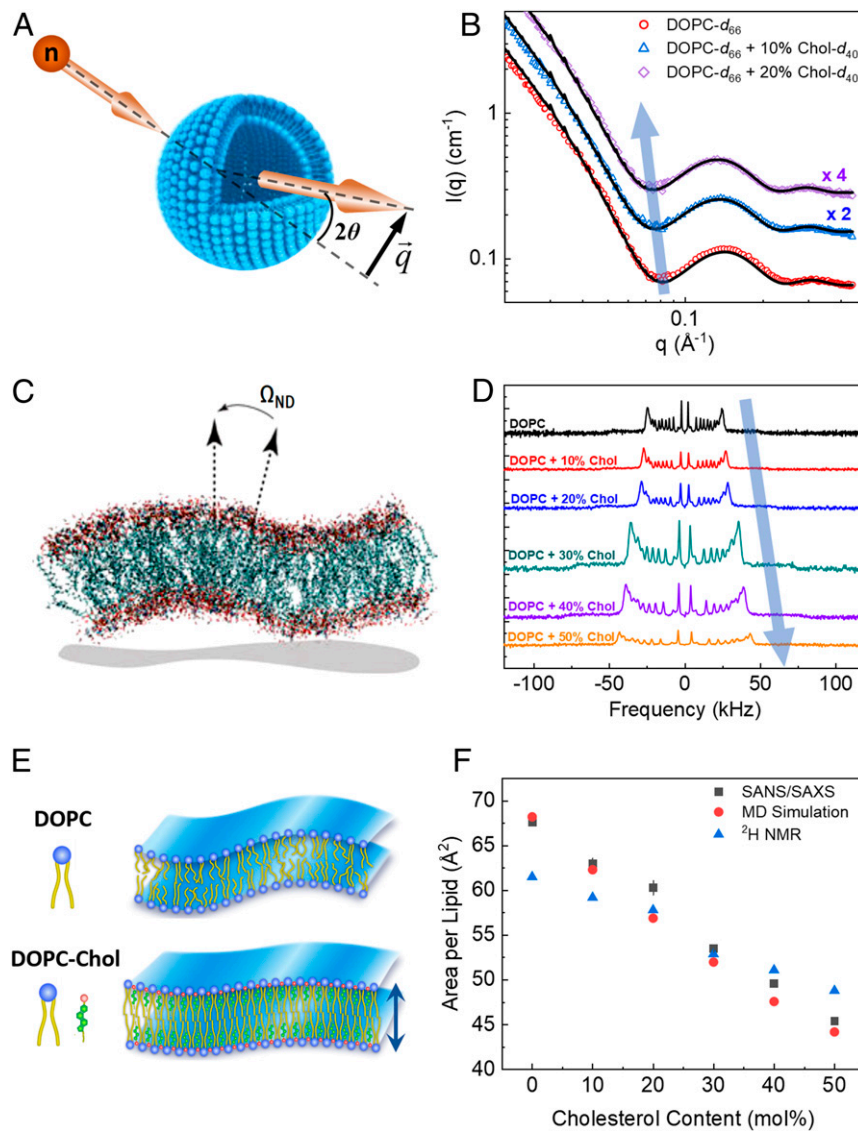 A
n
2θ
q⃗
B
DOPC-d66
DOPC-d66 + 10% Chol-d40
DOPC-d66 + 20% Chol-d40
x 4
x 2
1
0.1
I(q) (cm⁻¹)
0.1
q (Å⁻¹)
C
ΩND
D
DOPC
DOPC + 10% Chol
DOPC + 20% Chol
DOPC + 30% Chol
DOPC + 40% Chol
DOPC + 50% Chol
-100 -50 0 50 100
Frequency (kHz)
E
DOPC
DOPC-Chol
F
SANS/SAXS
MD Simulation
²H NMR
70
65
60
55
50
45
40
Area per Lipid (Å²)
0 10 20 30 40 50
Cholesterol Content (mol%)